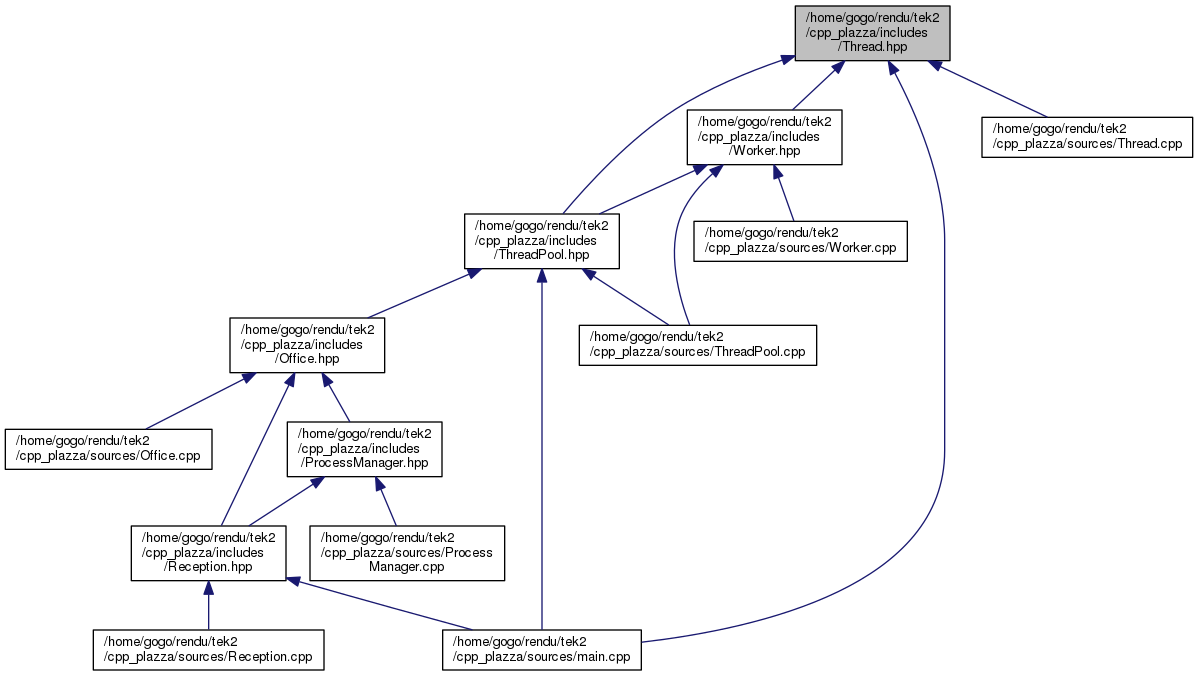 /home/gogo/rendu/tek2
/cpp_plazza/includes
/Thread.hpp
/home/gogo/rendu/tek2
/cpp_plazza/includes
/Worker.hpp
/home/gogo/rendu/tek2
/cpp_plazza/sources/Thread.cpp
/home/gogo/rendu/tek2
/cpp_plazza/includes
/ThreadPool.hpp
/home/gogo/rendu/tek2
/cpp_plazza/sources/Worker.cpp
/home/gogo/rendu/tek2
/cpp_plazza/includes
/Office.hpp
/home/gogo/rendu/tek2
/cpp_plazza/sources/ThreadPool.cpp
/home/gogo/rendu/tek2
/cpp_plazza/sources/Office.cpp
/home/gogo/rendu/tek2
/cpp_plazza/includes
/ProcessManager.hpp
/home/gogo/rendu/tek2
/cpp_plazza/includes
/Reception.hpp
/home/gogo/rendu/tek2
/cpp_plazza/sources/Process
Manager.cpp
/home/gogo/rendu/tek2
/cpp_plazza/sources/Reception.cpp
/home/gogo/rendu/tek2
/cpp_plazza/sources/main.cpp